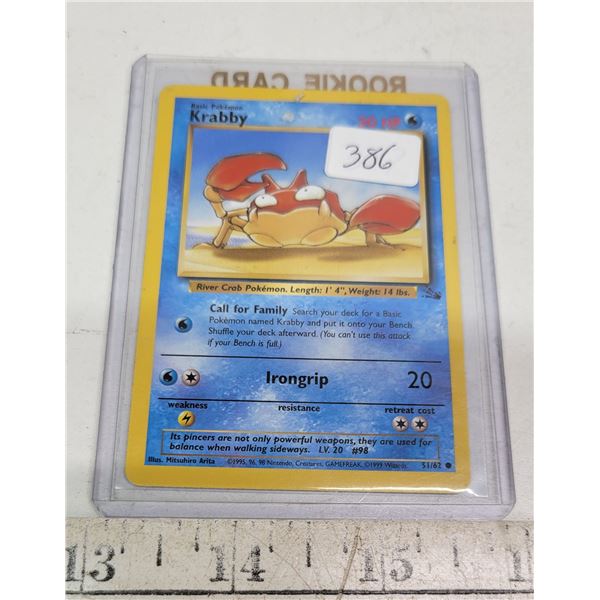 ROOKIE CARD
Basic Pokémon
Krabby
50 HP
386
River Crab Pokémon. Length: 1' 4", Weight: 14 lbs.
Call for Family Search your deck for a Basic
Pokémon named Krabby and put it onto your Bench.
Shuffle your deck afterward. (You can't use this attack
if your Bench is full.)
Irongrip 20
weakness resistance retreat cost
Its pincers are not only powerful weapons, they are used for
balance when walking sideways. LV. 20 #98
Illus. Mitsuhiro Arita ©1995, 96, 98 Nintendo, Creatures, GAMEFREAK. ©1999 Wizards. 51/62
13 14 15 1